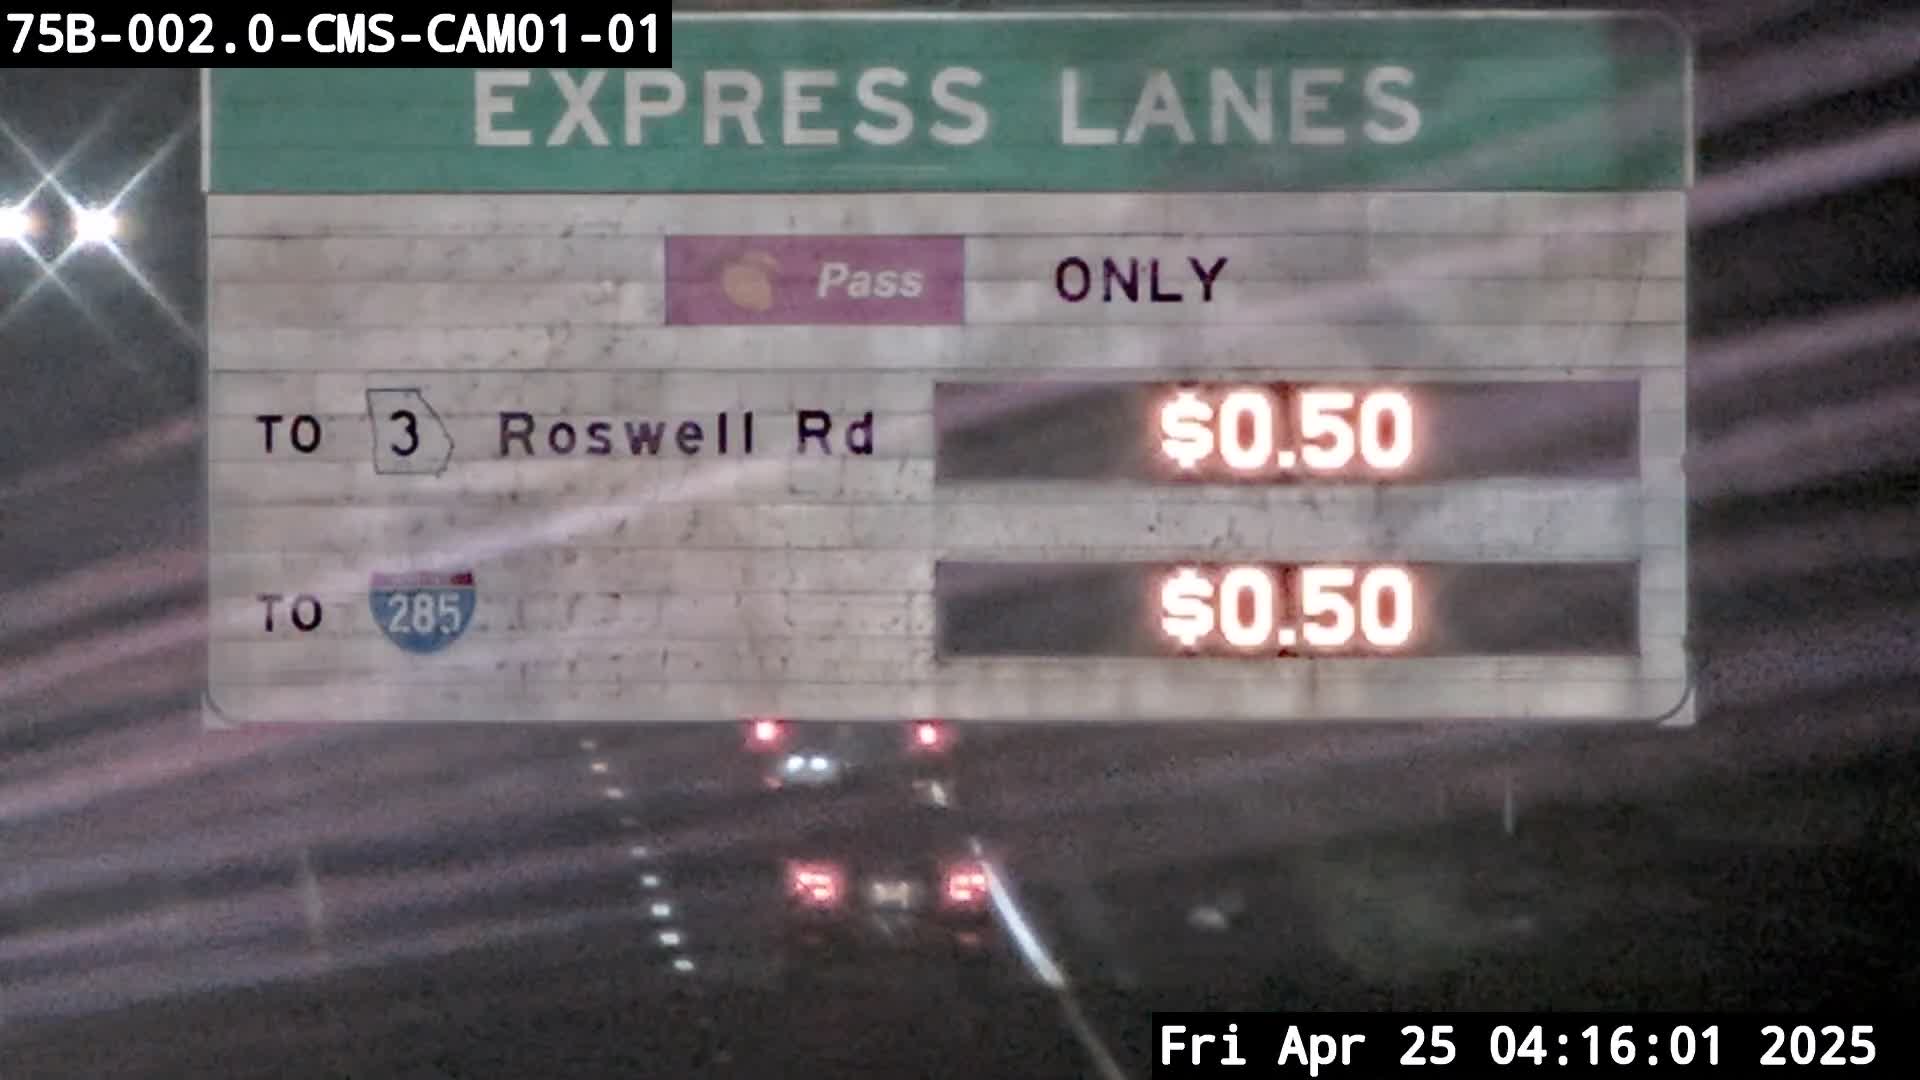 75B-002.0-CMS-CAM01-01
EXPRESS LANES
Pass ONLY
TO 3 Roswell Rd $0.50
TO 285 $0.50
Fri Apr 25 04:16:01 2025